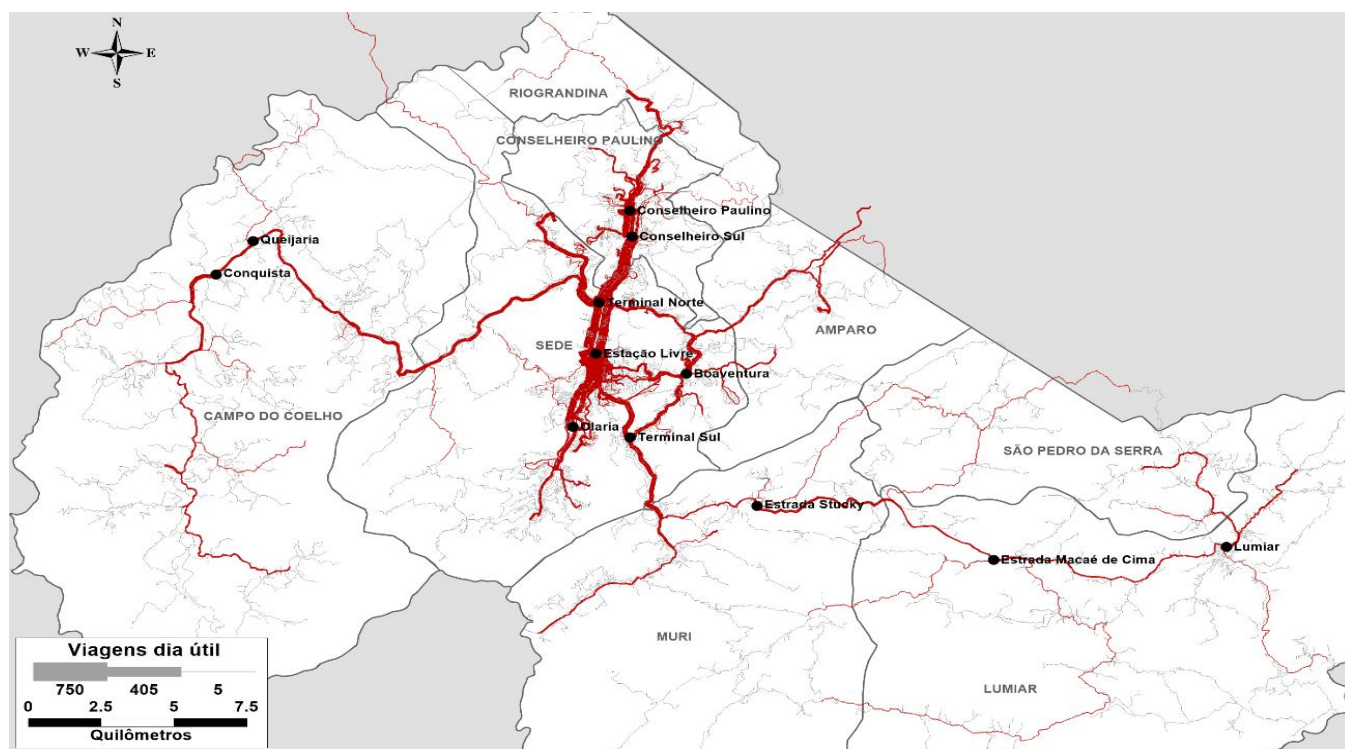 N
W E
S
RIOGRANDINA
CONSELHEIRO PAULINO
Conselheiro Paulino
Conselheiro Sul
Queijaria
Conquista
Terminal Norte
AMPARO
SEDE
Estação Livre
Boaventura
CAMPO DO COELHO
Olaria
Terminal Sul
SÃO PEDRO DA SERRA
Estrada Stucky
Lumiar
Estrada Macaé de Cima
MURI
LUMIAR
Viagens dia útil
750 405 5
0 2.5 5 7.5
Quilômetros